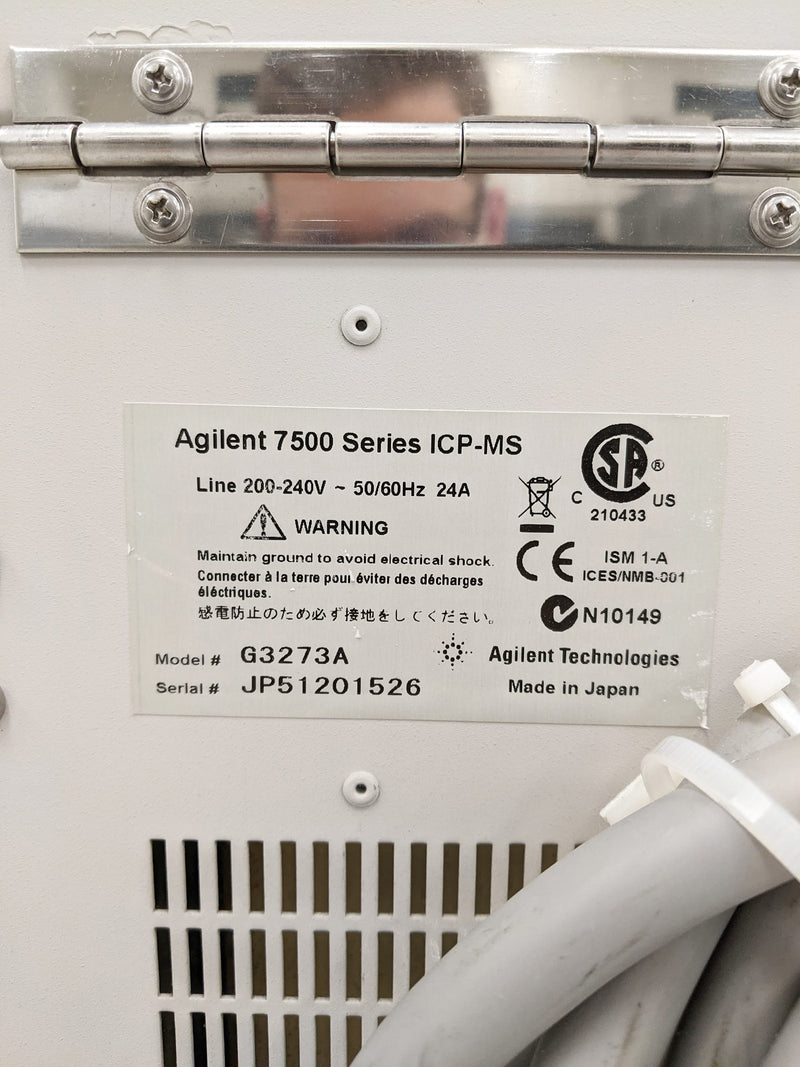 Agilent 7500 Series ICP-MS
Line 200-240V ~ 50/60Hz 24A
WARNING
Maintain ground to avoid electrical shock.
Connecter à la terre pour éviter des décharges
éléctriques.
感電防止のため必ず接地をしてください。
Model # G3273A
Serial # JP51201526
SA ®
C US
210433
CE ISM 1-A
ICES/NMB-001
N10149
Agilent Technologies
Made in Japan